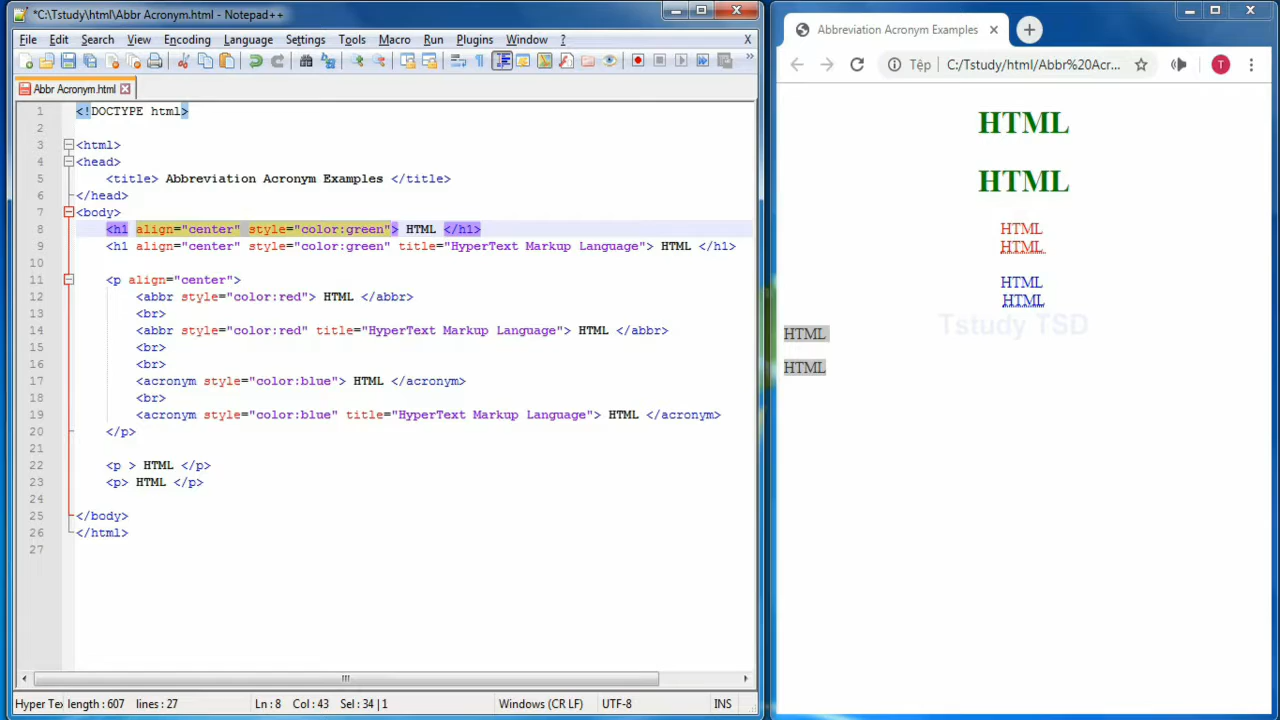 *C:\Tstudy\html\Abbr Acronym.html - Notepad++
File Edit Search View Encoding Language Settings Tools Macro Run Plugins Window ? X
Abbr Acronym.html
1 <!DOCTYPE html>
2
3 <html>
4 <head>
5 <title> Abbreviation Acronym Examples </title>
6 </head>
7 <body>
8 <h1 align="center" style="color:green"> HTML </h1>
9 <h1 align="center" style="color:green" title="HyperText Markup Language"> HTML </h1>
10
11 <p align="center">
12 <abbr style="color:red"> HTML </abbr>
13 <br>
14 <abbr style="color:red" title="HyperText Markup Language"> HTML </abbr>
15 <br>
16 <br>
17 <acronym style="color:blue"> HTML </acronym>
18 <br>
19 <acronym style="color:blue" title="HyperText Markup Language"> HTML </acronym>
20 </p>
21
22 <p > HTML </p>
23 <p> HTML </p>
24
25 </body>
26 </html>
27
Hyper Te length : 607 lines : 27 Ln : 8 Col : 43 Sel : 34 | 1 Windows (CR LF) UTF-8 INS
Abbreviation Acronym Examples
Tệp C:/Tstudy/html/Abbr%20Acr... T
HTML
HTML
HTML
HTML
HTML
HTML
Tstudy TSD
HTML
HTML